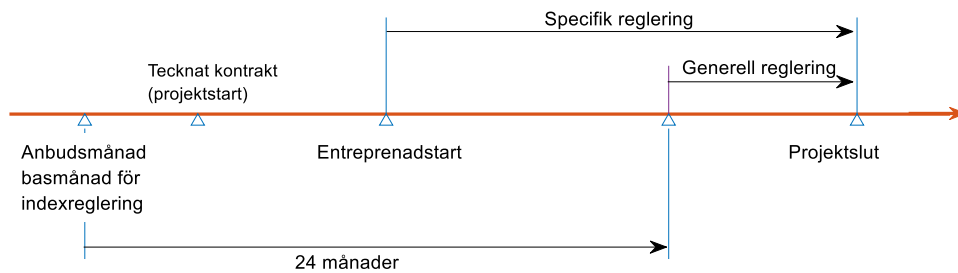 Specifik reglering
Generell reglering
Tecknat kontrakt
(projektstart)
Anbudsmånad
basmånad för
indexreglering
Entreprenadstart
Projektslut
24 månader